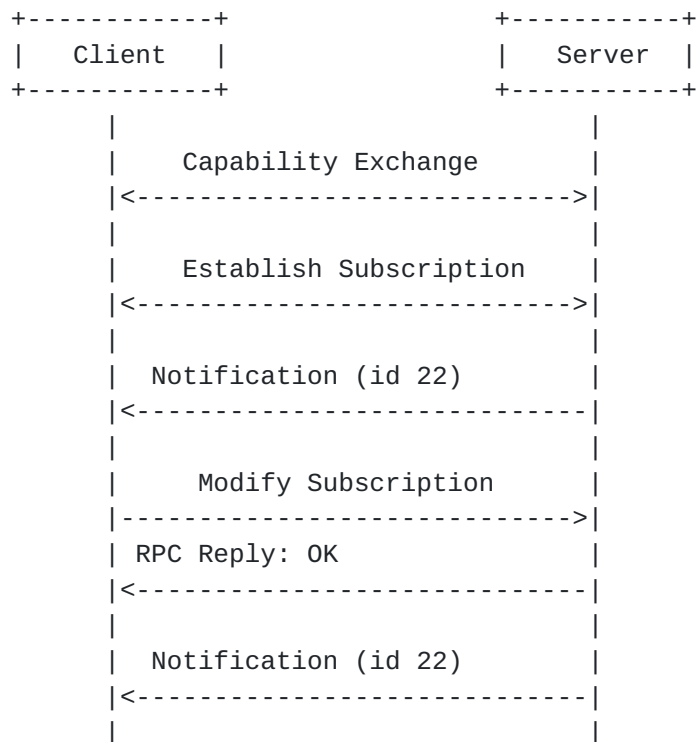 Client Server
Capability Exchange
Establish Subscription
Notification (id 22)
Modify Subscription
RPC Reply: OK
Notification (id 22)